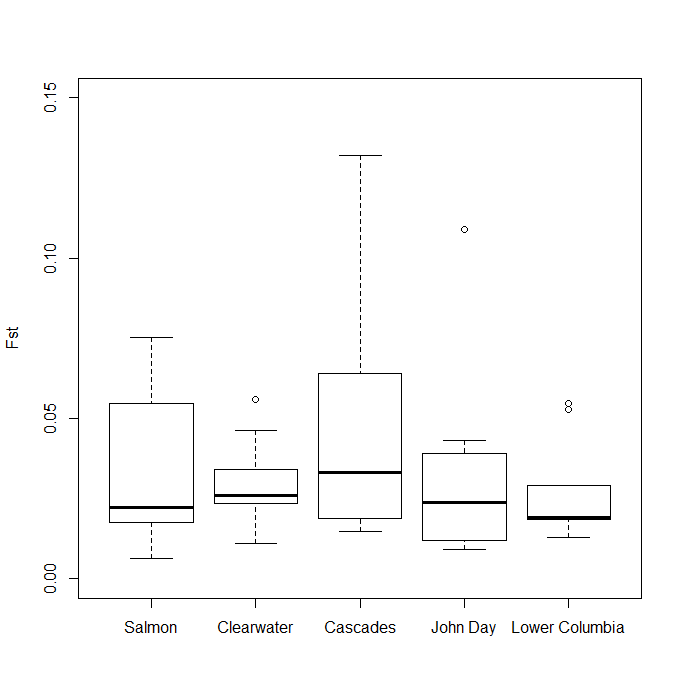 0.15
0.10
0.05
0.00
Fst
Salmon
Clearwater
Cascades
John Day
Lower Columbia